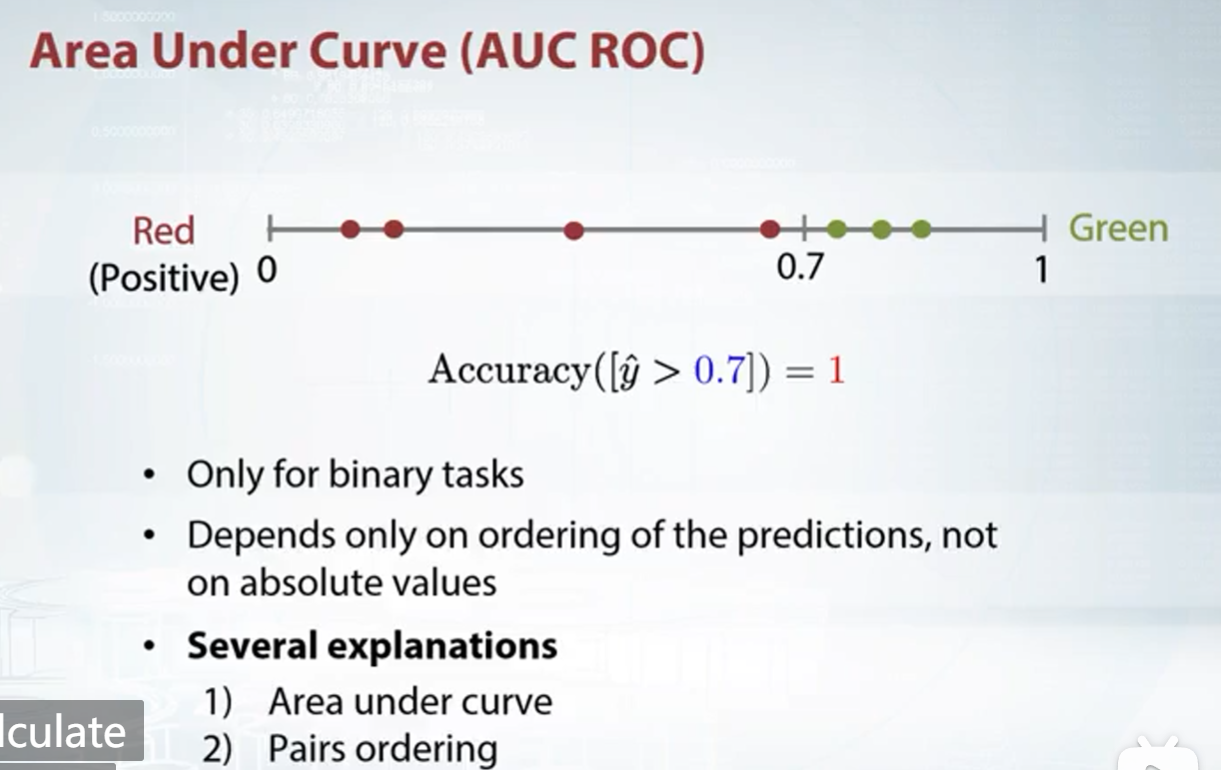 Area Under Curve (AUC ROC)
Red
Green
(Positive) 0
0.7
1
Accuracy([ŷ > 0.7]) = 1
• Only for binary tasks
• Depends only on ordering of the predictions, not
on absolute values
• Several explanations
1) Area under curve
lculate
2) Pairs ordering